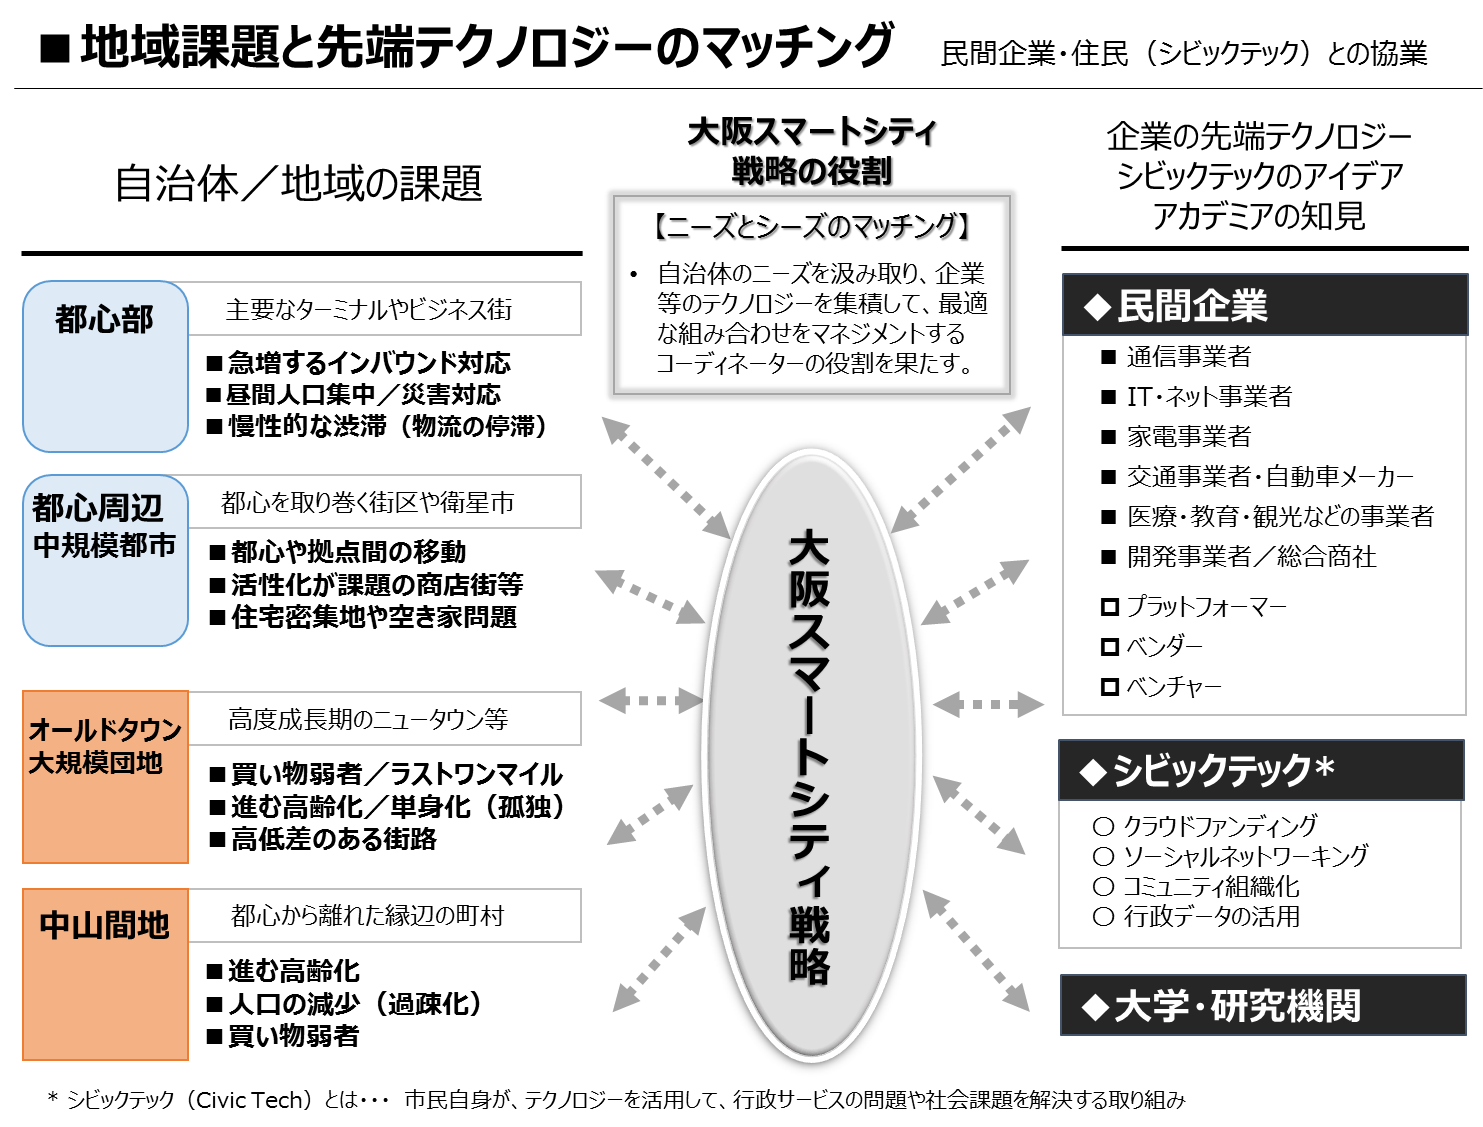 ■地域課題と先端テクノロジーのマッチング 民間企業・住民（シビックテック）との協業
自治体／地域の課題
都心部
主要なターミナルやビジネス街
■急増するインバウンド対応
■昼間人口集中／災害対応
■慢性的な渋滞（物流の停滞）
都心周辺
中規模都市
都心を取り巻く街区や衛星市
■都心や拠点間の移動
■活性化が課題の商店街等
■住宅密集地や空き家問題
オールドタウン
大規模団地
高度成長期のニュータウン等
■買い物弱者／ラストワンマイル
■進む高齢化／単身化（孤独）
■高低差のある街路
中山間地
都心から離れた縁辺の町村
■進む高齢化
■人口の減少（過疎化）
■買い物弱者
大阪スマートシティ
戦略の役割
【ニーズとシーズのマッチング】
• 自治体のニーズを汲み取り、企業
等のテクノロジーを集積して、最適
な組み合わせをマネジメントする
コーディネーターの役割を果たす。
大阪スマートシティ戦略
企業の先端テクノロジー
シビックテックのアイデア
アカデミアの知見
◆民間企業
■ 通信事業者
■ IT・ネット事業者
■ 家電事業者
■ 交通事業者・自動車メーカー
■ 医療・教育・観光などの事業者
■ 開発事業者／総合商社
□ プラットフォーマー
□ ベンダー
□ ベンチャー
◆シビックテック*
○ クラウドファンディング
○ ソーシャルネットワーキング
○ コミュニティ組織化
○ 行政データの活用
◆大学・研究機関
* シビックテック（Civic Tech）とは・・・ 市民自身が、テクノロジーを活用して、行政サービスの問題や社会課題を解決する取り組み